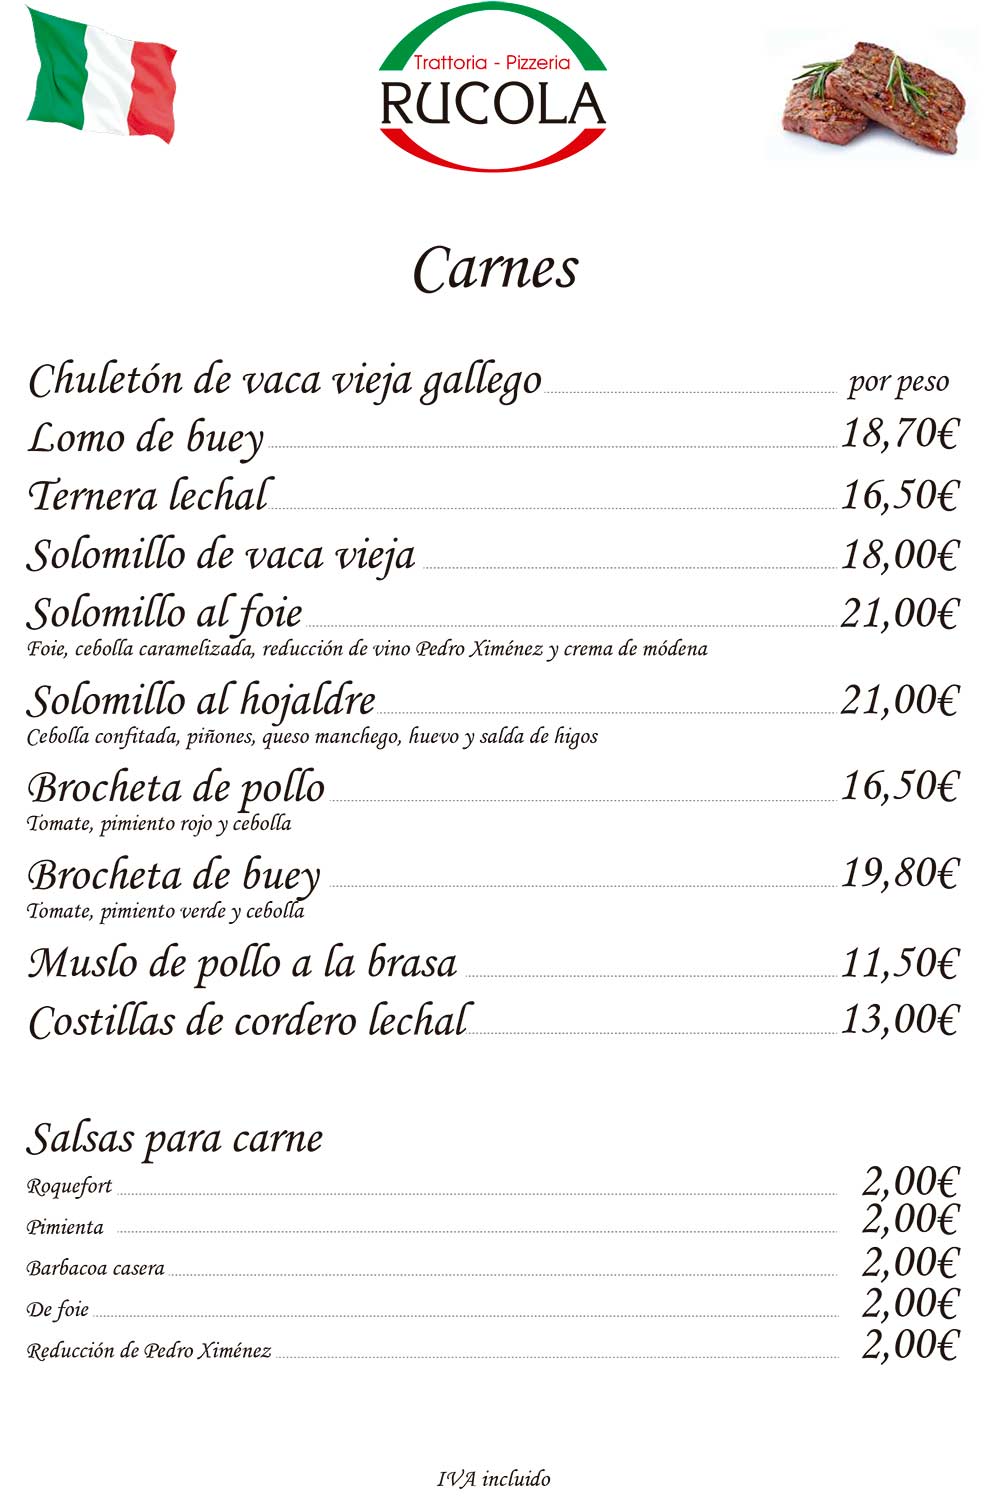 Trattoria - Pizzeria
RUCOLA
Carnes
Chuletón de vaca vieja gallego por peso
Lomo de buey 18,70€
Ternera lechal 16,50€
Solomillo de vaca vieja 18,00€
Solomillo al foie 21,00€
Foie, cebolla caramelizada, reducción de vino Pedro Ximénez y crema de módena
Solomillo al hojaldre 21,00€
Cebolla confitada, piñones, queso manchego, huevo y salda de higos
Brocheta de pollo 16,50€
Tomate, pimiento rojo y cebolla
Brocheta de buey 19,80€
Tomate, pimiento verde y cebolla
Muslo de pollo a la brasa 11,50€
Costillas de cordero lechal 13,00€
Salsas para carne
Roquefort 2,00€
Pimienta 2,00€
Barbacoa casera 2,00€
De foie 2,00€
Reducción de Pedro Ximénez 2,00€
IVA incluido